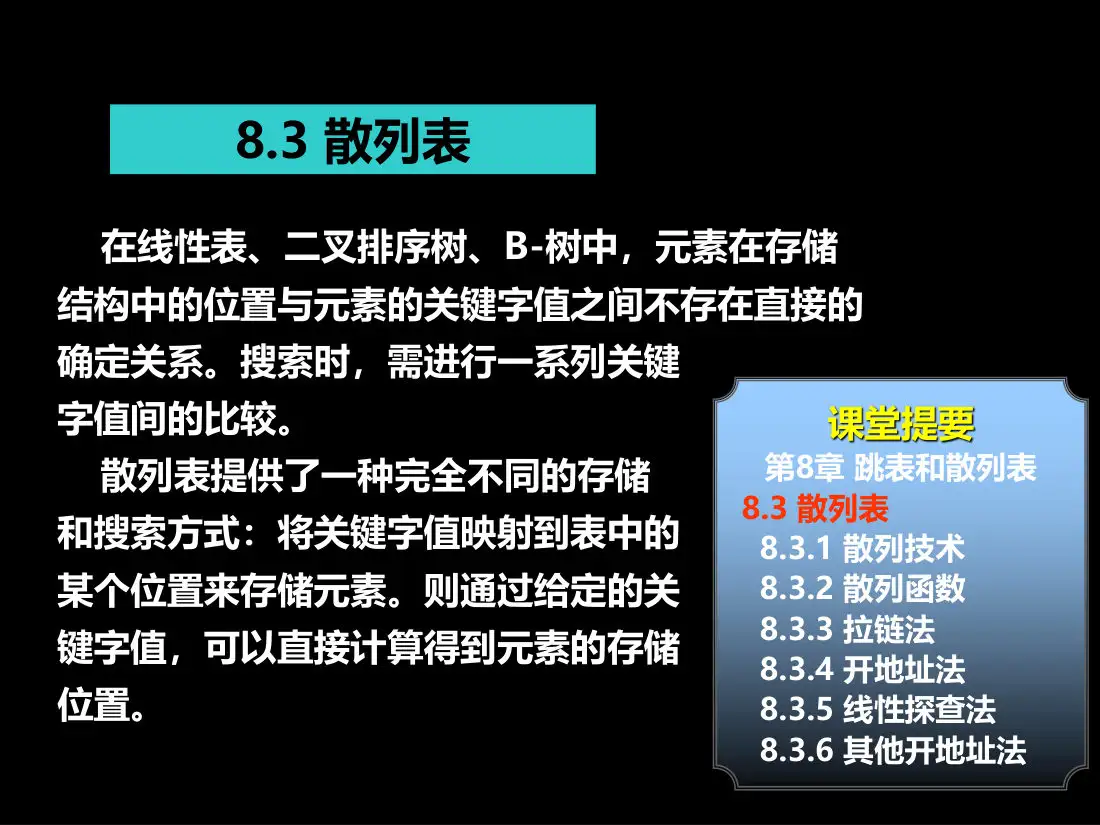 8.3 散列表
在线性表、二叉排序树、B-树中，元素在存储
结构中的位置与元素的关键字值之间不存在直接的
确定关系。搜索时，需进行一系列关键
字值间的比较。
散列表提供了一种完全不同的存储
和搜索方式：将关键字值映射到表中的
某个位置来存储元素。则通过给定的关
键字值，可以直接计算得到元素的存储
位置。
课堂提要
第8章 跳表和散列表
8.3 散列表
8.3.1 散列技术
8.3.2 散列函数
8.3.3 拉链法
8.3.4 开地址法
8.3.5 线性探查法
8.3.6 其他开地址法